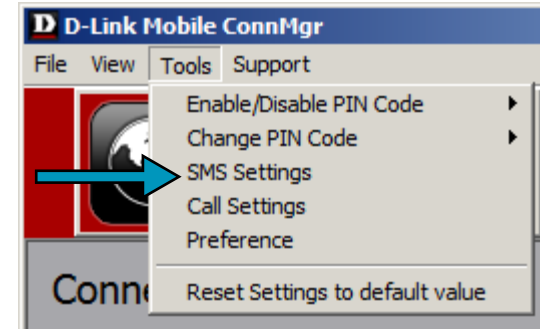 D D-Link Mobile ConnMgr
File View Tools Support
Enable/Disable PIN Code
Change PIN Code
SMS Settings
Call Settings
Preference
Reset Settings to default value
Conne